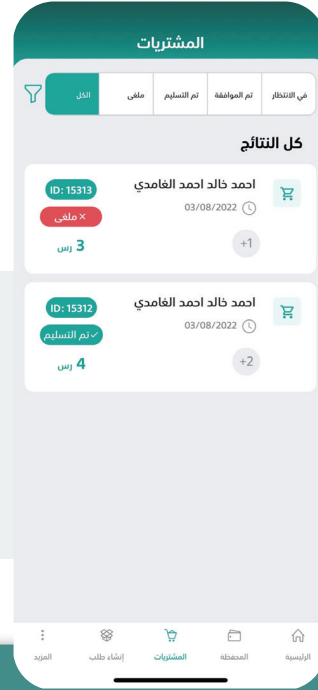 المشتريات
في الانتظار تم الموافقة تم التسليم ملغى الكل
كل النتائج
احمد خالد احمد الغامدي ID: 15313
03/08/2022 × ملغى
+1 3 رس
احمد خالد احمد الغامدي ID: 15312
03/08/2022 ✓ تم التسليم
+2 4 رس
الرئيسية المحفظة المشتريات إنشاء طلب المزيد